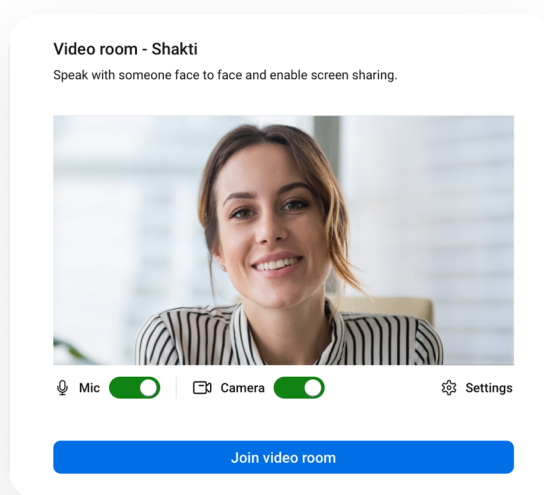 Video room - Shakti
Speak with someone face to face and enable screen sharing.
Mic
Camera
Settings
Join video room